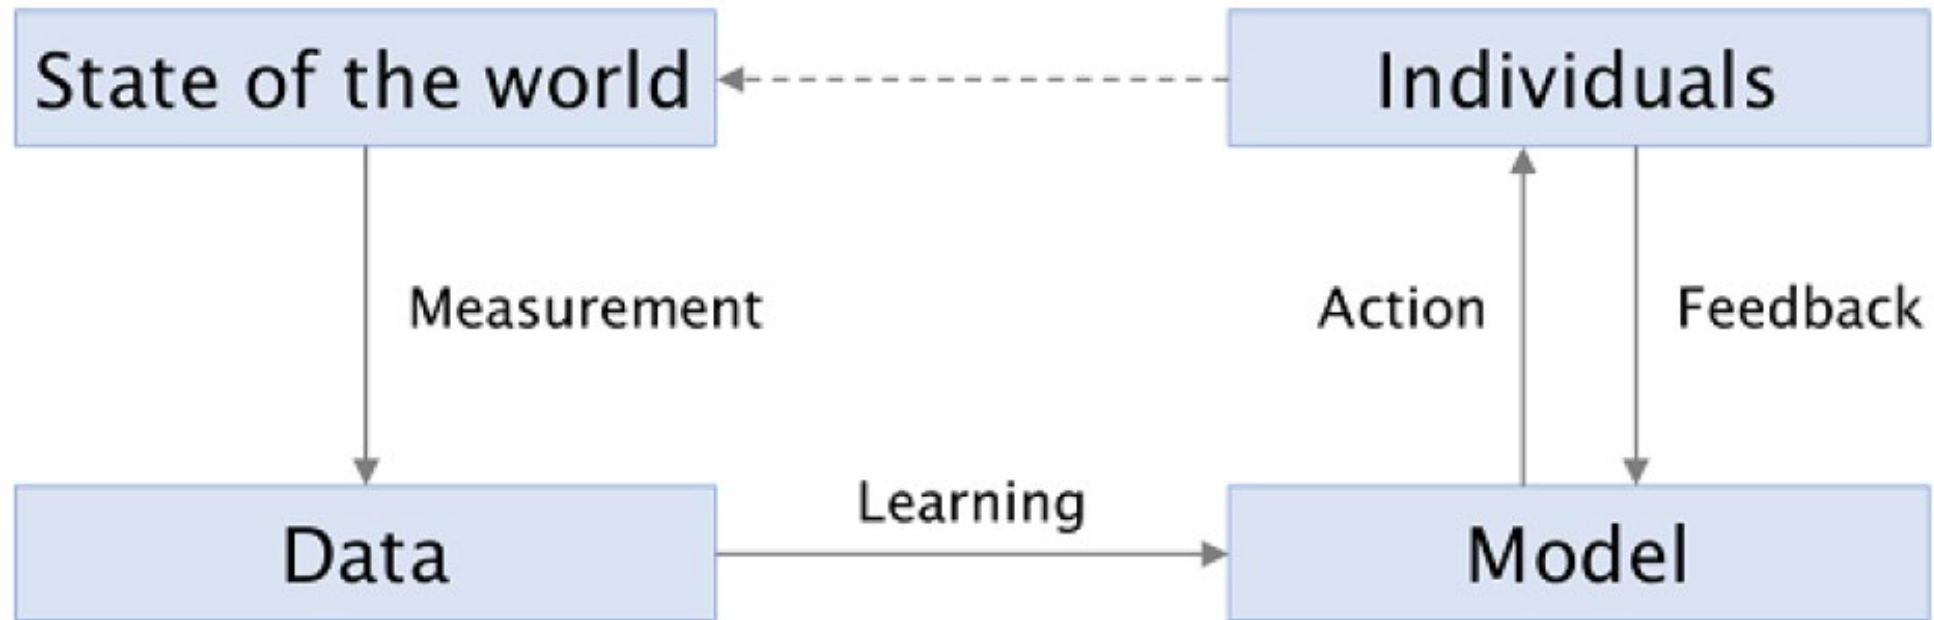 State of the world
Individuals
Measurement
Action
Feedback
Learning
Data
Model